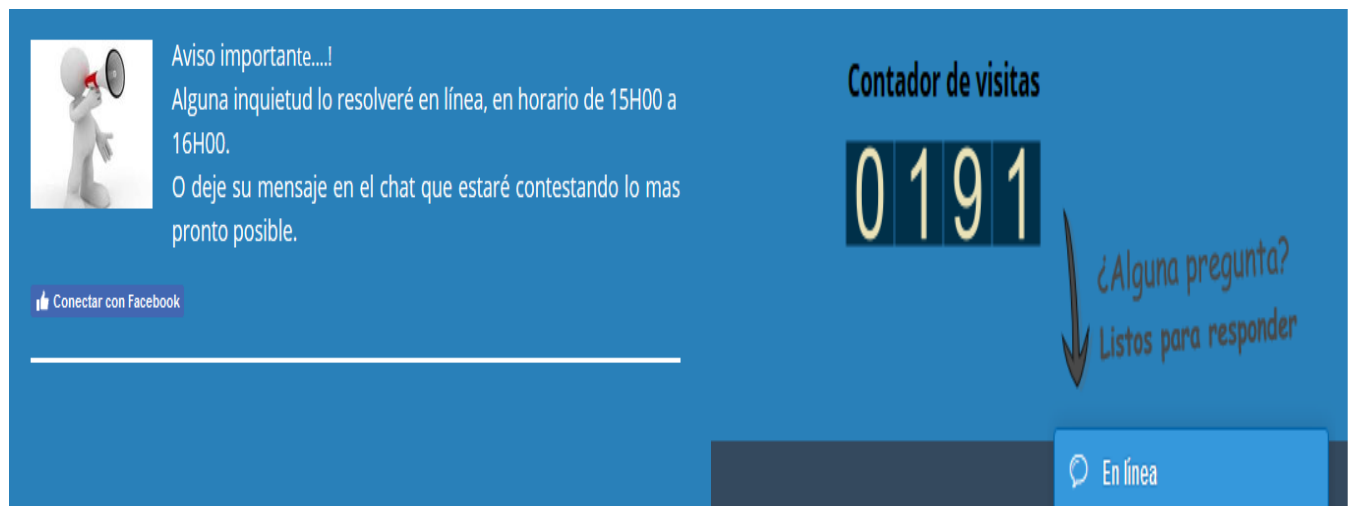 Aviso importante....!
Alguna inquietud lo resolveré en línea, en horario de 15H00 a
16H00.
O deje su mensaje en el chat que estaré contestando lo mas
pronto posible.
Conectar con Facebook
Contador de visitas
0191
¿Alguna pregunta?
Listos para responder
En línea